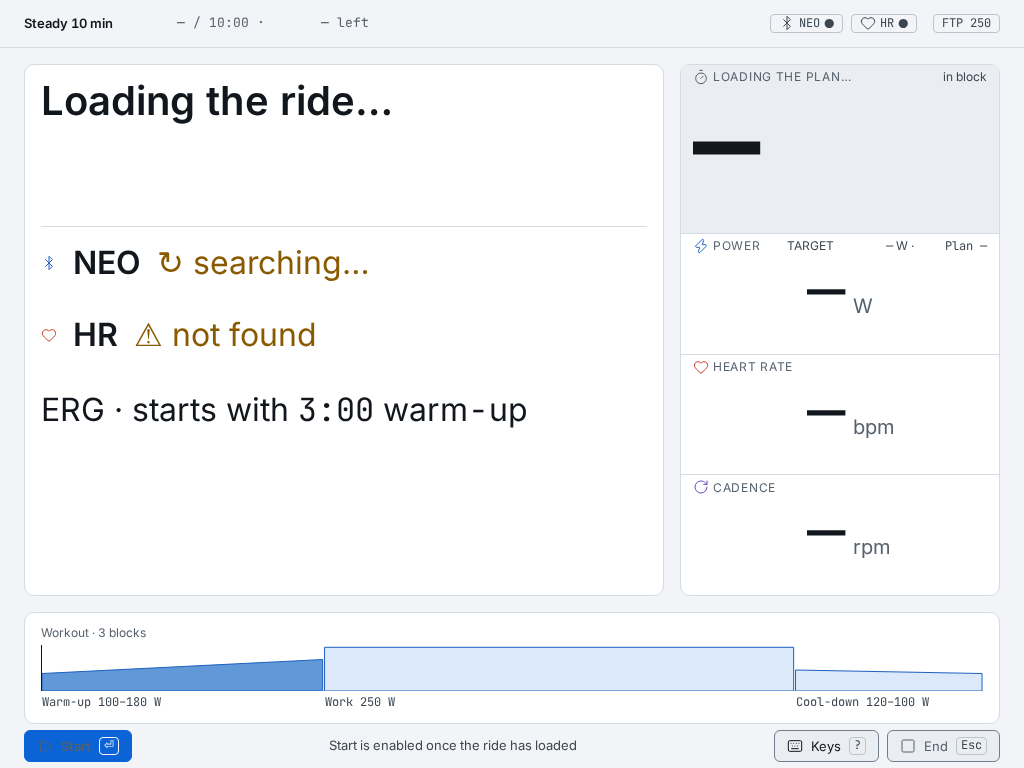 Steady 10 min — / 10:00 · — left NEO ● HR ● FTP 250
Loading the ride…
NEO ↻ searching…
HR ⚠ not found
ERG · starts with 3:00 warm-up
LOADING THE PLAN… in block
—
POWER TARGET — W · Plan —
— W
HEART RATE
— bpm
CADENCE
— rpm
Workout · 3 blocks
Warm-up 100–180 W Work 250 W Cool-down 120–100 W
Start ⏎ Start is enabled once the ride has loaded Keys ? End Esc